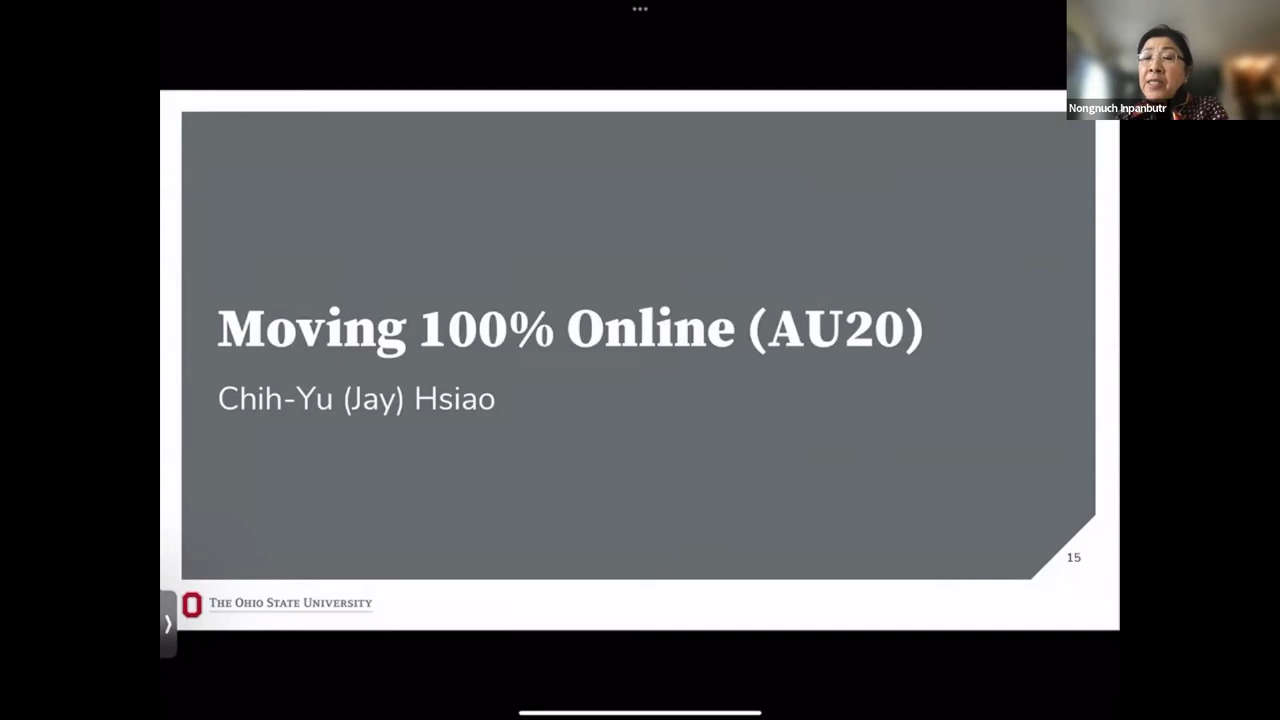 Nongnuch Inpanbutr
Moving 100% Online (AU20)
Chih-Yu (Jay) Hsiao
15
THE OHIO STATE UNIVERSITY